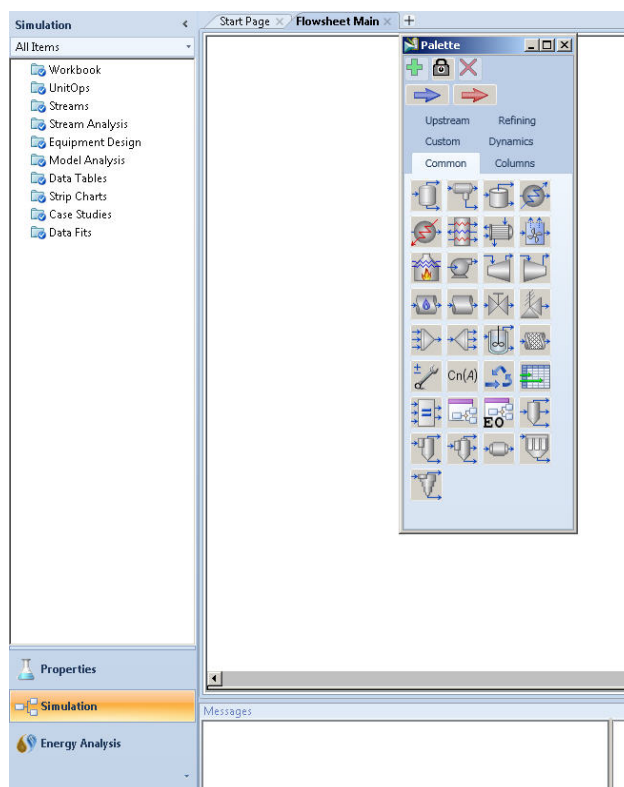 Simulation
All Items
Workbook
UnitOps
Streams
Stream Analysis
Equipment Design
Model Analysis
Data Tables
Strip Charts
Case Studies
Data Fits
Properties
Simulation
Energy Analysis
Start Page Flowsheet Main
Palette
Upstream Refining
Custom Dynamics
Common Columns
Cn(A)
EO
Messages